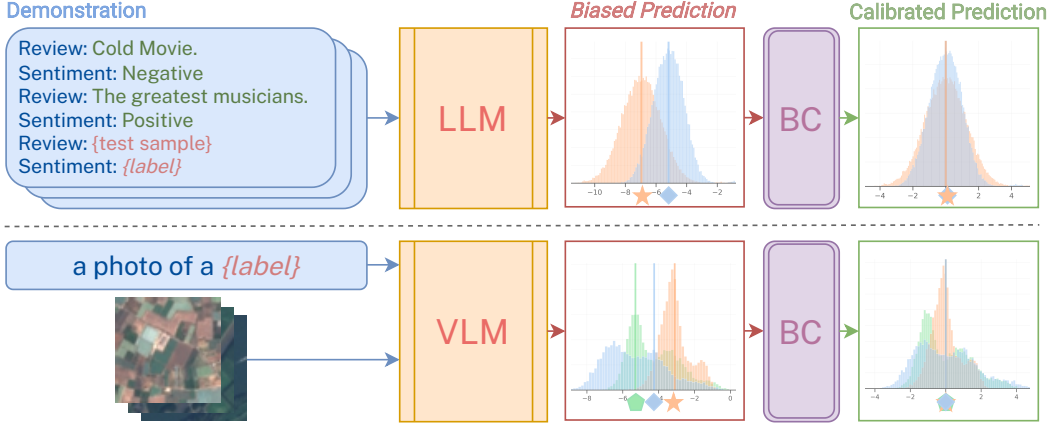 Demonstration
Biased Prediction
Calibrated Prediction
Review: Cold Movie.
Sentiment: Negative
Review: The greatest musicians.
Sentiment: Positive
Review: {test sample}
Sentiment: {label}
LLM
BC
−10 −8 −6 −4 −2
−4 −2 0 2 4
a photo of a {label}
VLM
BC
−8 −6 −4 −2 0
−4 −2 0 2 4